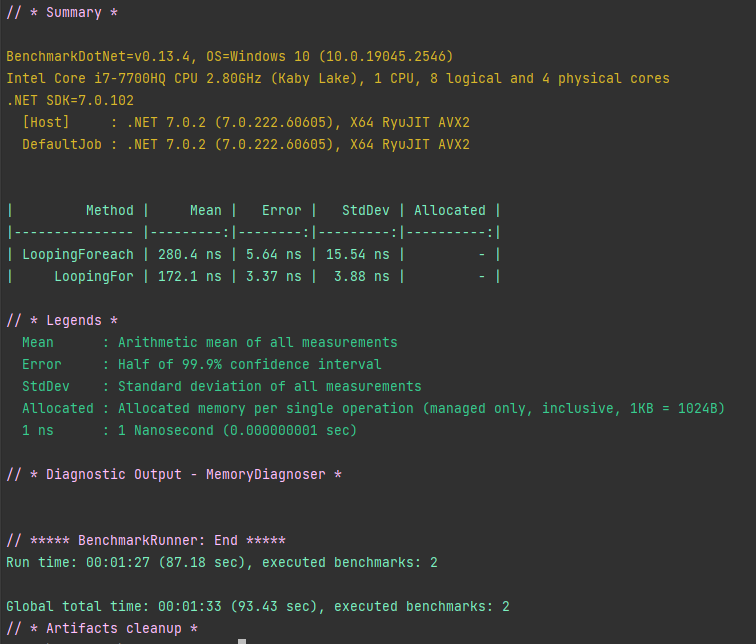 // * Summary *
BenchmarkDotNet=v0.13.4, OS=Windows 10 (10.0.19045.2546)
Intel Core i7-7700HQ CPU 2.80GHz (Kaby Lake), 1 CPU, 8 logical and 4 physical cores
.NET SDK=7.0.102
  [Host]     : .NET 7.0.2 (7.0.222.60605), X64 RyuJIT AVX2
  DefaultJob : .NET 7.0.2 (7.0.222.60605), X64 RyuJIT AVX2
|         Method |     Mean |   Error |   StdDev | Allocated |
|--------------- |---------:|--------:|---------:|----------:|
| LoopingForeach | 280.4 ns | 5.64 ns | 15.54 ns |         - |
|     LoopingFor | 172.1 ns | 3.37 ns |  3.88 ns |         - |
// * Legends *
  Mean      : Arithmetic mean of all measurements
  Error     : Half of 99.9% confidence interval
  StdDev    : Standard deviation of all measurements
  Allocated : Allocated memory per single operation (managed only, inclusive, 1KB = 1024B)
  1 ns      : 1 Nanosecond (0.000000001 sec)
// * Diagnostic Output - MemoryDiagnoser *
// ***** BenchmarkRunner: End *****
Run time: 00:01:27 (87.18 sec), executed benchmarks: 2
Global total time: 00:01:33 (93.43 sec), executed benchmarks: 2
// * Artifacts cleanup *